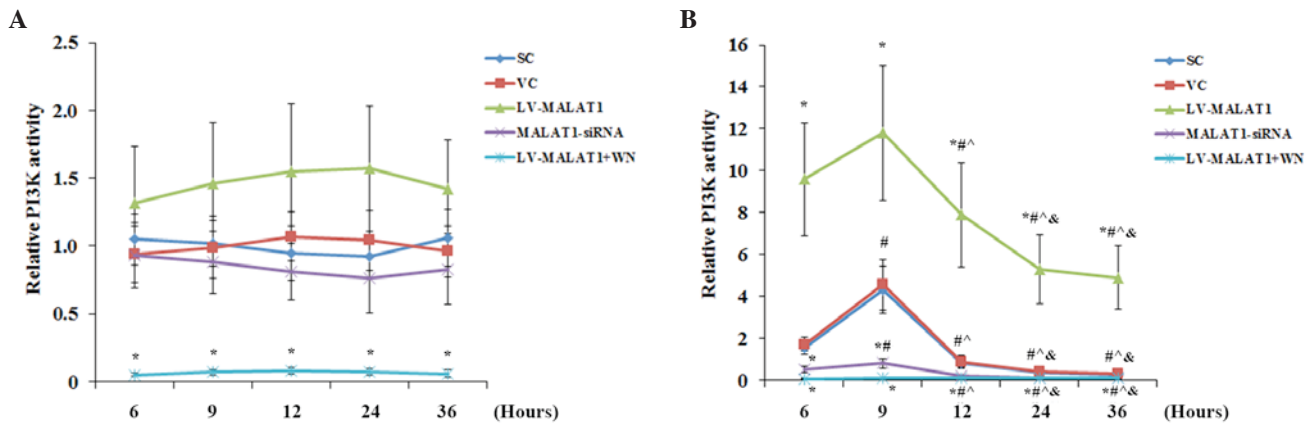 A
2.5
2.0
1.5
1.0
0.5
0
Relative PI3K activity
SC
VC
LV-MALAT1
MALAT1-siRNA
LV-MALAT1+WN
* * * * *
6 9 12 24 36 (Hours)
B
16
14
12
10
8
6
4
2
0
Relative PI3K activity
SC
VC
LV-MALAT1
MALAT1-siRNA
LV-MALAT1+WN
*
*
*#^
*#^&
*#^&
#
#^
#^&
#^&
*
*#
*
*
*#^
*#^&
*#^&
6 9 12 24 36 (Hours)